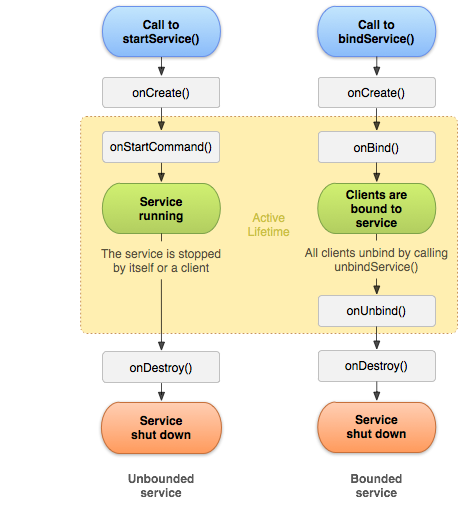 Call to
startService()
onCreate()
onStartCommand()
Service
running
The service is stopped
by itself or a client
onDestroy()
Service
shut down
Unbounded
service
Active
Lifetime
Call to
bindService()
onCreate()
onBind()
Clients are
bound to
service
All clients unbind by calling
unbindService()
onUnbind()
onDestroy()
Service
shut down
Bounded
service